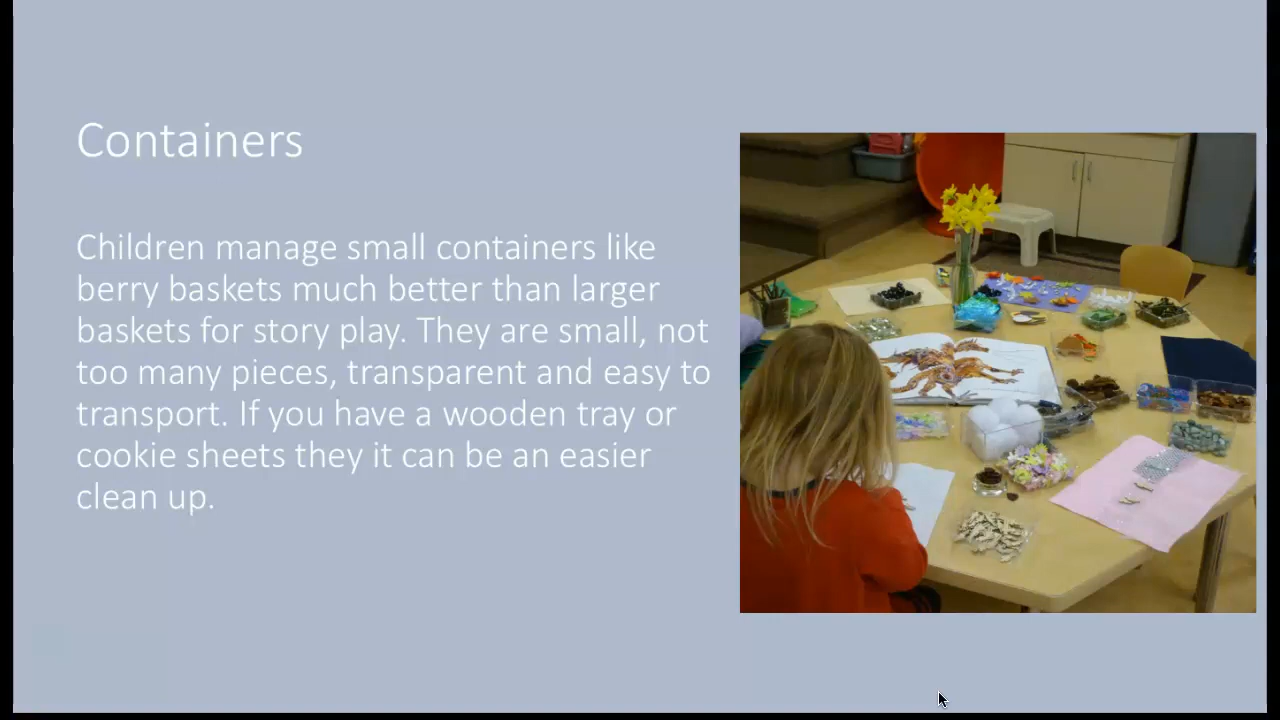 Containers
Children manage small containers like
berry baskets much better than larger
baskets for story play. They are small, not
too many pieces, transparent and easy to
transport. If you have a wooden tray or
cookie sheets they it can be an easier
clean up.